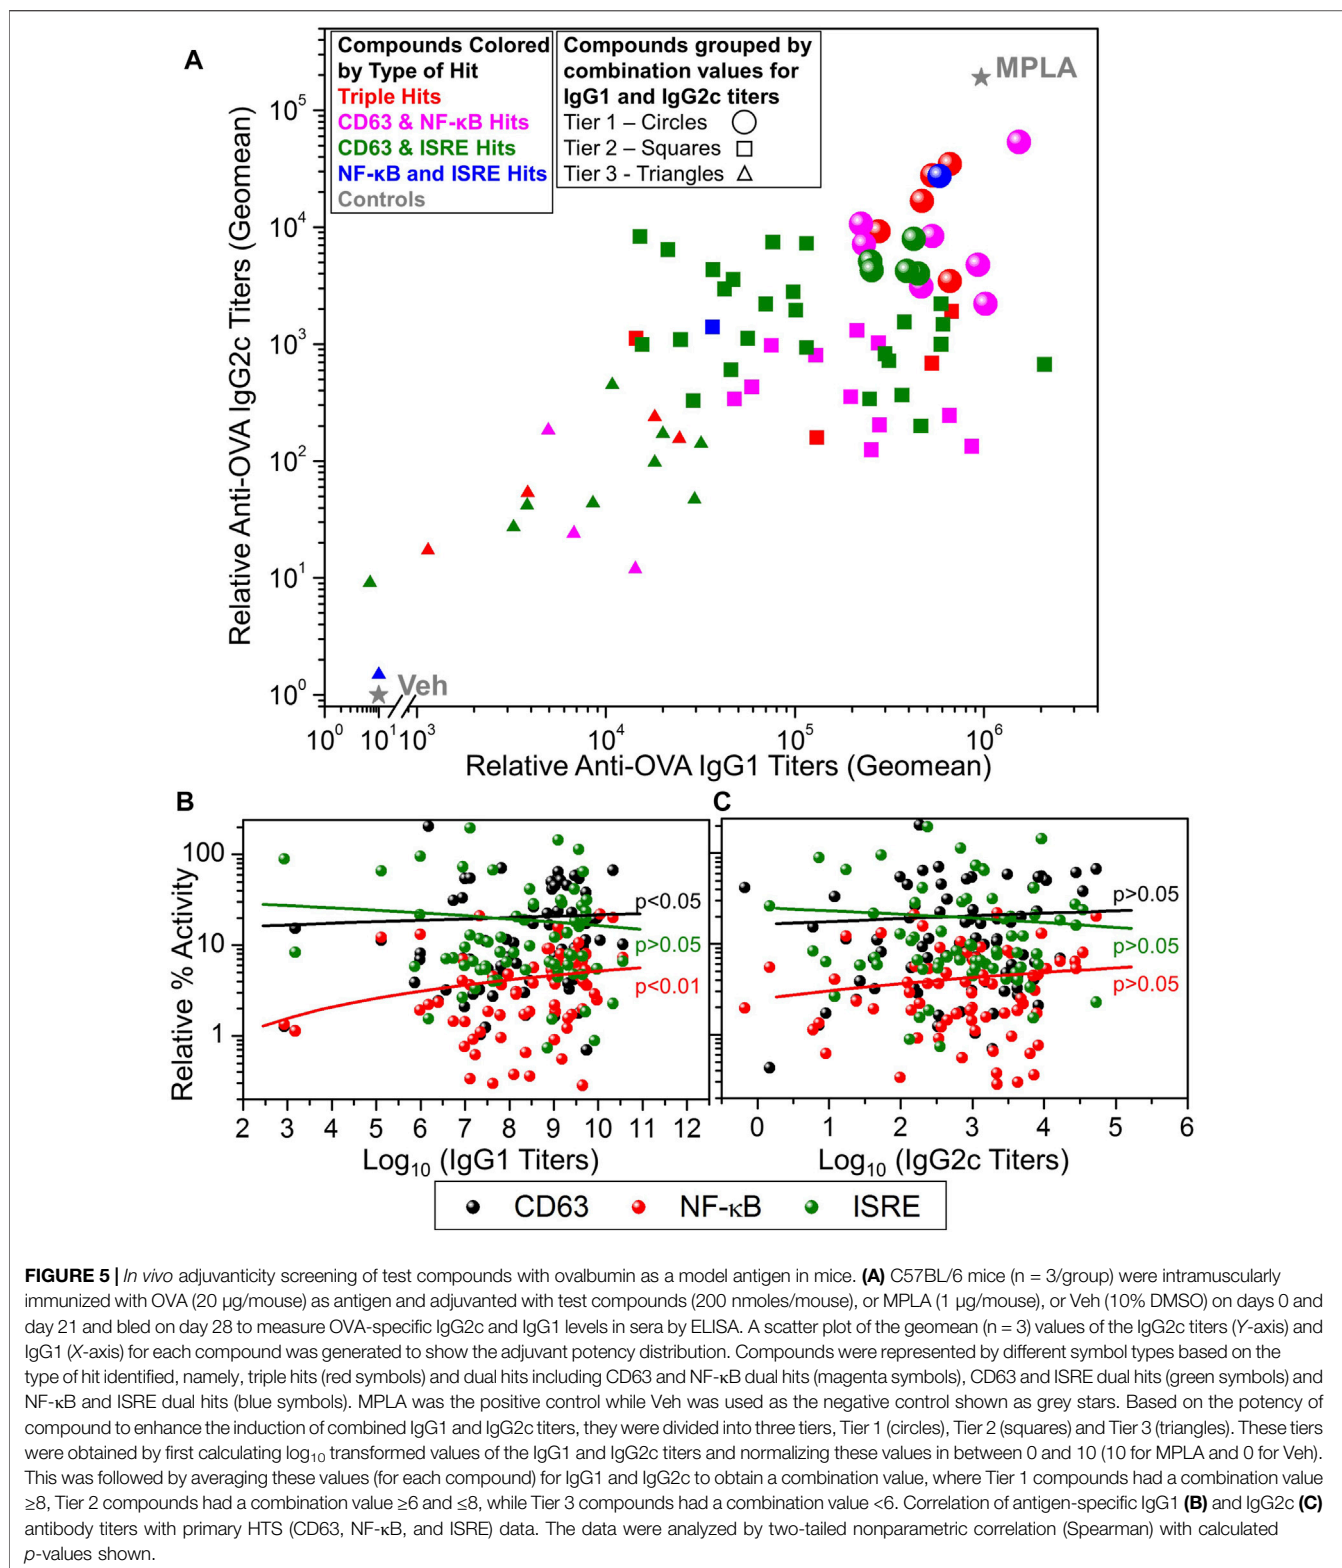 A
Compounds Colored
by Type of Hit
Triple Hits
CD63 & NF-κB Hits
CD63 & ISRE Hits
NF-κB and ISRE Hits
Controls
Compounds grouped by
combination values for
IgG1 and IgG2c titers
Tier 1 – Circles
Tier 2 – Squares
Tier 3 - Triangles
MPLA
Veh
Relative Anti-OVA IgG2c Titers (Geomean)
10⁵
10⁴
10³
10²
10¹
10⁰
10⁰ 10¹ 10³ 10⁴ 10⁵ 10⁶
Relative Anti-OVA IgG1 Titers (Geomean)
B
Relative % Activity
100
10
1
p<0.05
p>0.05
p<0.01
2 3 4 5 6 7 8 9 10 11 12
Log₁₀ (IgG1 Titers)
C
p>0.05
p>0.05
p>0.05
0 1 2 3 4 5 6
Log₁₀ (IgG2c Titers)
CD63 NF-κB ISRE
FIGURE 5 | In vivo adjuvanticity screening of test compounds with ovalbumin as a model antigen in mice. (A) C57BL/6 mice (n = 3/group) were intramuscularly
immunized with OVA (20 μg/mouse) as antigen and adjuvanted with test compounds (200 nmoles/mouse), or MPLA (1 μg/mouse), or Veh (10% DMSO) on days 0 and
day 21 and bled on day 28 to measure OVA-specific IgG2c and IgG1 levels in sera by ELISA. A scatter plot of the geomean (n = 3) values of the IgG2c titers (Y-axis) and
IgG1 (X-axis) for each compound was generated to show the adjuvant potency distribution. Compounds were represented by different symbol types based on the
type of hit identified, namely, triple hits (red symbols) and dual hits including CD63 and NF-κB dual hits (magenta symbols), CD63 and ISRE dual hits (green symbols) and
NF-κB and ISRE dual hits (blue symbols). MPLA was the positive control while Veh was used as the negative control shown as grey stars. Based on the potency of
compound to enhance the induction of combined IgG1 and IgG2c titers, they were divided into three tiers, Tier 1 (circles), Tier 2 (squares) and Tier 3 (triangles). These tiers
were obtained by first calculating log₁₀ transformed values of the IgG1 and IgG2c titers and normalizing these values in between 0 and 10 (10 for MPLA and 0 for Veh).
This was followed by averaging these values (for each compound) for IgG1 and IgG2c to obtain a combination value, where Tier 1 compounds had a combination value
≥8, Tier 2 compounds had a combination value ≥6 and ≤8, while Tier 3 compounds had a combination value <6. Correlation of antigen-specific IgG1 (B) and IgG2c (C)
antibody titers with primary HTS (CD63, NF-κB, and ISRE) data. The data were analyzed by two-tailed nonparametric correlation (Spearman) with calculated
p-values shown.